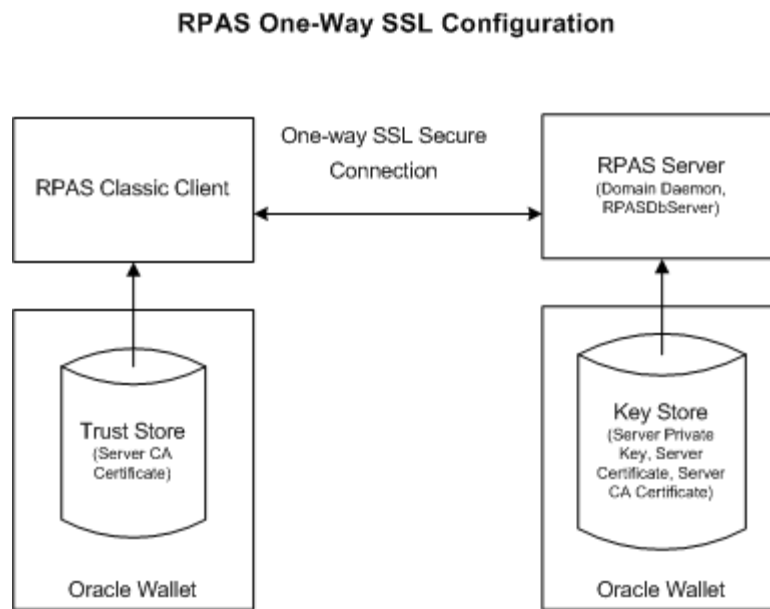 RPAS One-Way SSL Configuration
One-way SSL Secure
Connection
RPAS Classic Client
RPAS Server
(Domain Daemon,
RPASDbServer)
Trust Store
(Server CA
Certificate)
Key Store
(Server Private
Key, Server
Certificate, Server
CA Certificate)
Oracle Wallet
Oracle Wallet